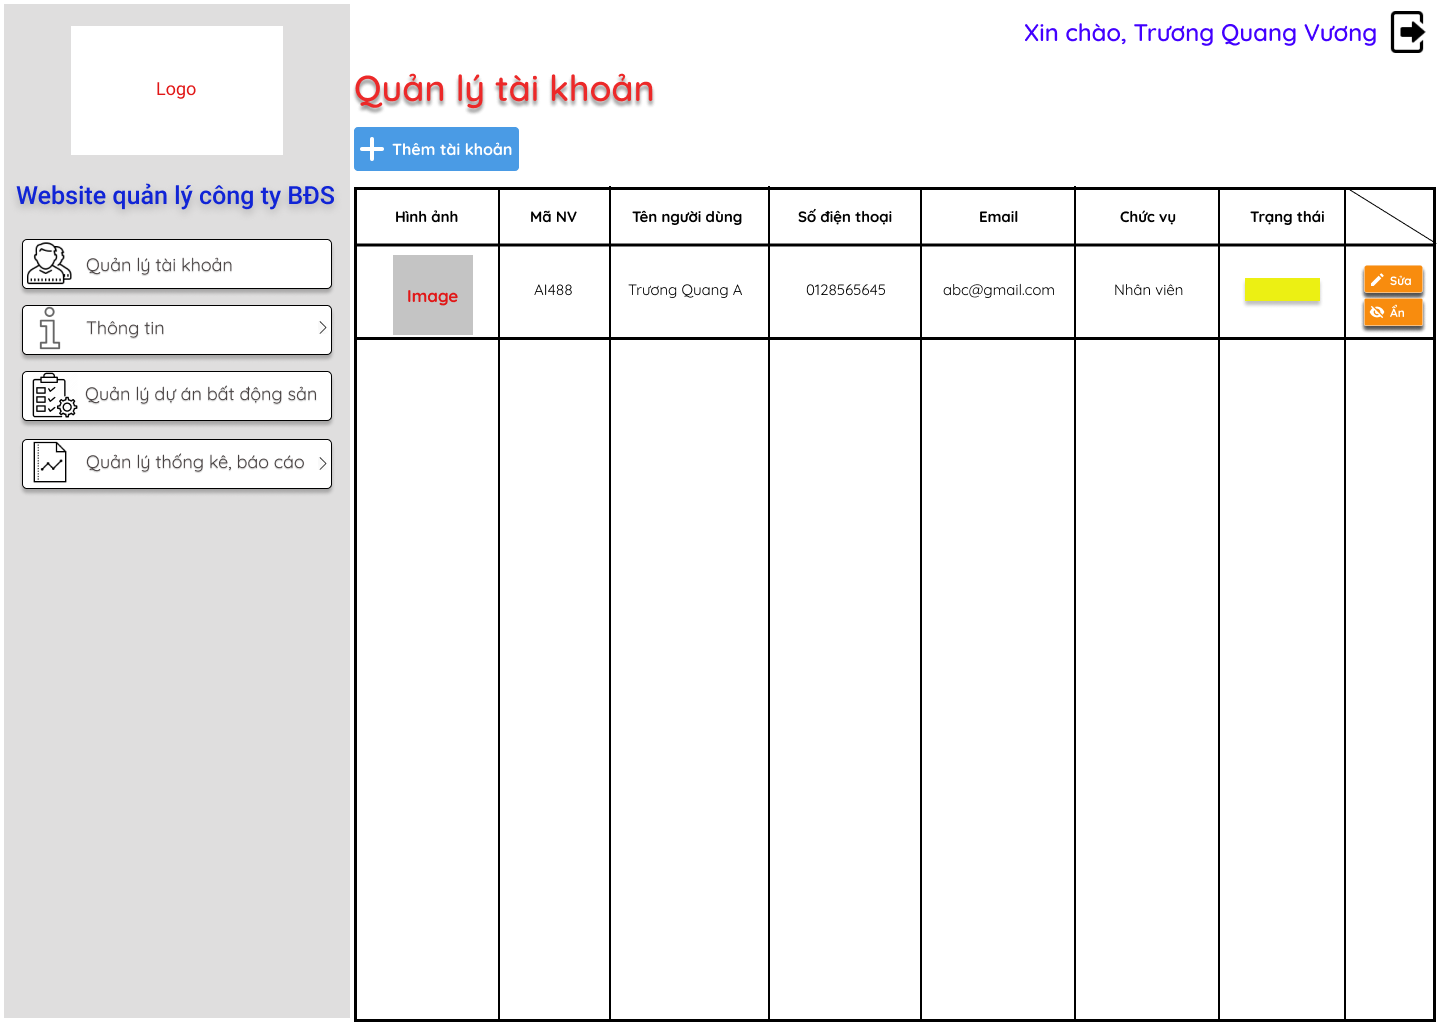 Logo
Website quản lý công ty BĐS
Quản lý tài khoản
Thông tin
Quản lý dự án bất động sản
Quản lý thống kê, báo cáo
Xin chào, Trương Quang Vương
Quản lý tài khoản
Thêm tài khoản
Hình ảnh Mã NV Tên người dùng Số điện thoại Email Chức vụ Trạng thái
Image AI488 Trương Quang A 0128565645 abc@gmail.com Nhân viên
Sửa
Ẩn